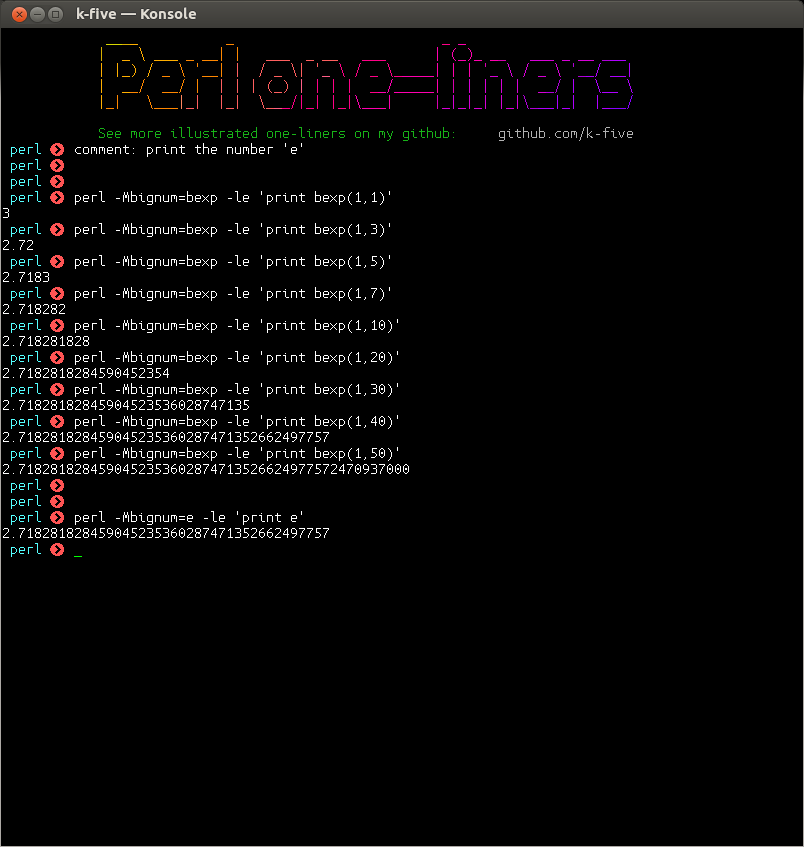 k-five — Konsole
Perl one-liners
See more illustrated one-liners on my github: github.com/k-five
perl comment: print the number 'e'
perl
perl
perl perl -Mbignum=bexp -le 'print bexp(1,1)'
3
perl perl -Mbignum=bexp -le 'print bexp(1,3)'
2.72
perl perl -Mbignum=bexp -le 'print bexp(1,5)'
2.7183
perl perl -Mbignum=bexp -le 'print bexp(1,7)'
2.718282
perl perl -Mbignum=bexp -le 'print bexp(1,10)'
2.718281828
perl perl -Mbignum=bexp -le 'print bexp(1,20)'
2.7182818284590452354
perl perl -Mbignum=bexp -le 'print bexp(1,30)'
2.71828182845904523536028747135
perl perl -Mbignum=bexp -le 'print bexp(1,40)'
2.718281828459045235360287471352662497757
perl perl -Mbignum=bexp -le 'print bexp(1,50)'
2.7182818284590452353602874713526624977572470937000
perl
perl
perl perl -Mbignum=e -le 'print e'
2.718281828459045235360287471352662497757
perl _